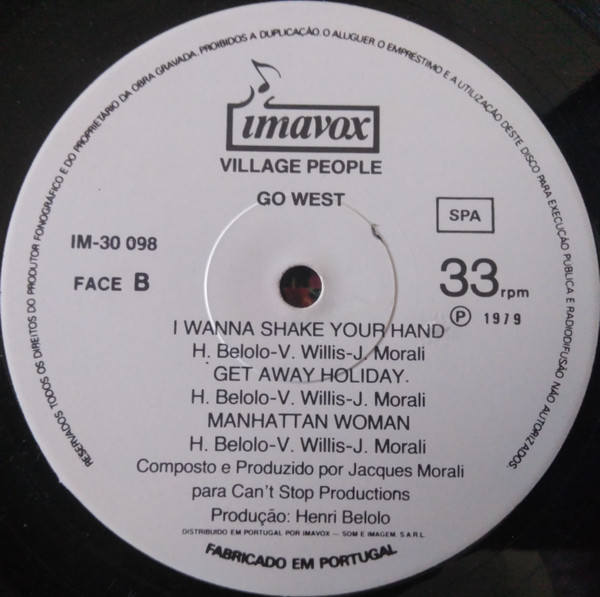 RESERVADOS TODOS OS DIREITOS DO PRODUTOR FONOGRÁFICO E DO PROPRIETÁRIO DA OBRA GRAVADA. PROIBIDOS A DUPLICAÇÃO. O ALUGUER. O EMPRÉSTIMO E A UTILIZAÇÃO DESTE DISCO PARA EXECUÇÃO PÚBLICA E RADIODIFUSÃO NÃO AUTORIZADOS.
imavox
VILLAGE PEOPLE
GO WEST
SPA
IM-30 098
FACE B
33 rpm
Ⓟ 1979
I WANNA SHAKE YOUR HAND
H. Belolo-V. Willis-J. Morali
GET AWAY HOLIDAY.
H. Belolo-V. Willis-J. Morali
MANHATTAN WOMAN
H. Belolo-V. Willis-J. Morali
Composto e Produzido por Jacques Morali
para Can't Stop Productions
Produção: Henri Belolo
DISTRIBUIDO EM PORTUGAL POR IMAVOX — SOM E IMAGEM. S.A.R.L
FABRICADO EM PORTUGAL